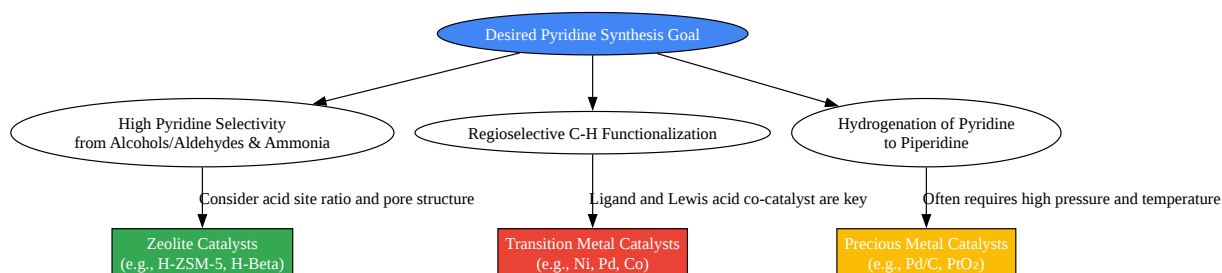 Desired Pyridine Synthesis Goal
High Pyridine Selectivity
from Alcohols/Aldehydes & Ammonia
Regioselective C-H Functionalization
Hydrogenation of Pyridine
to Piperidine
Consider acid site ratio and pore structure
Ligand and Lewis acid co-catalyst are key
Often requires high pressure and temperature
Zeolite Catalysts
(e.g., H-ZSM-5, H-Beta)
Transition Metal Catalysts
(e.g., Ni, Pd, Co)
Precious Metal Catalysts
(e.g., Pd/C, PtO₂)